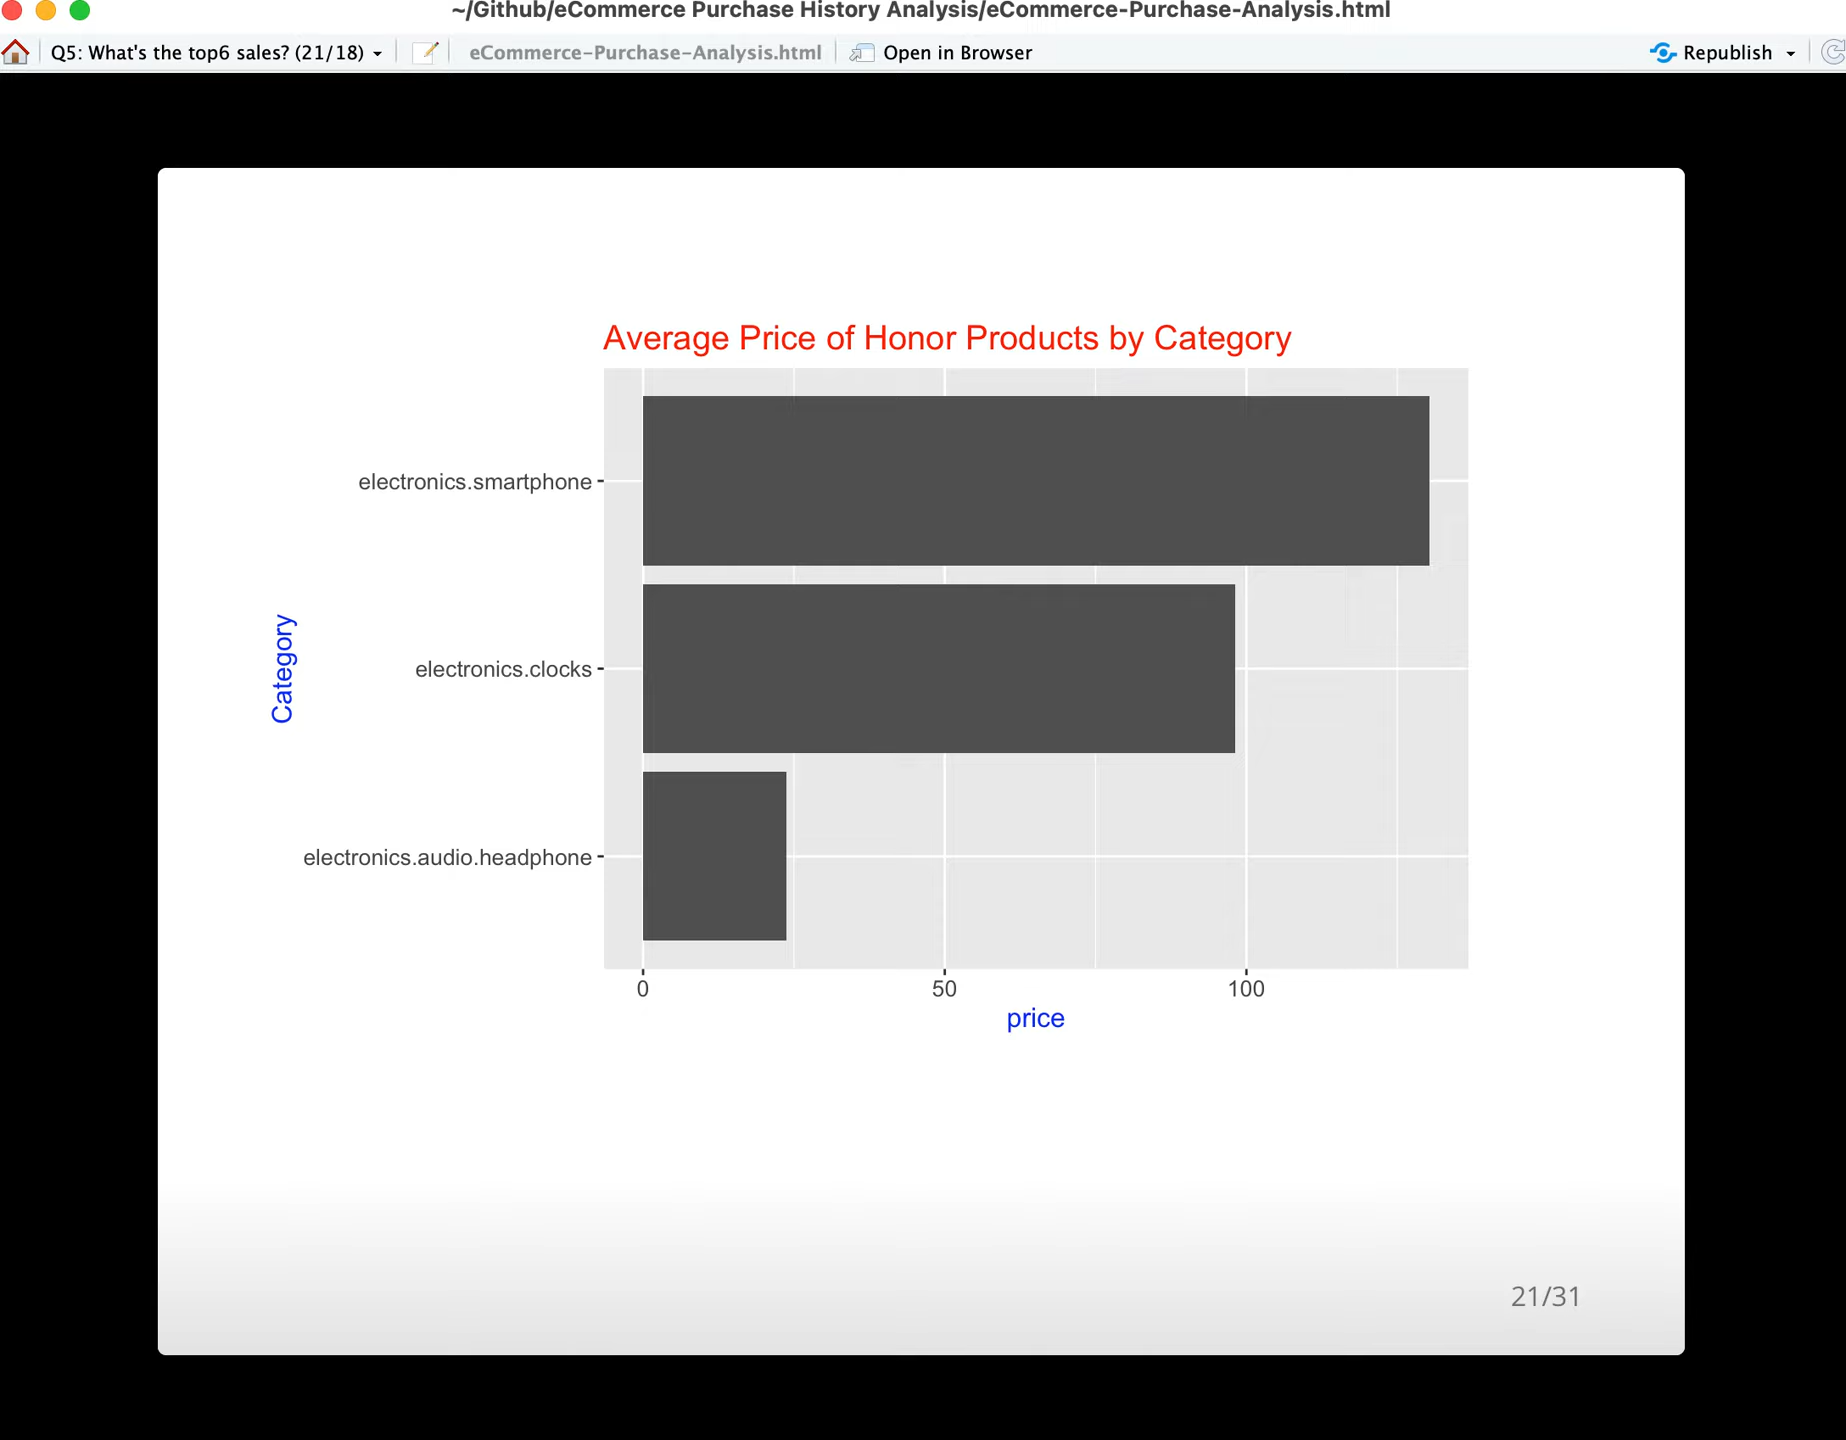 ~/Github/eCommerce Purchase History Analysis/eCommerce-Purchase-Analysis.html
Q5: What's the top6 sales? (21/18)
eCommerce-Purchase-Analysis.html
Open in Browser
Republish
Average Price of Honor Products by Category
electronics.smartphone
electronics.clocks
Category
electronics.audio.headphone
0 50 100
price
21/31